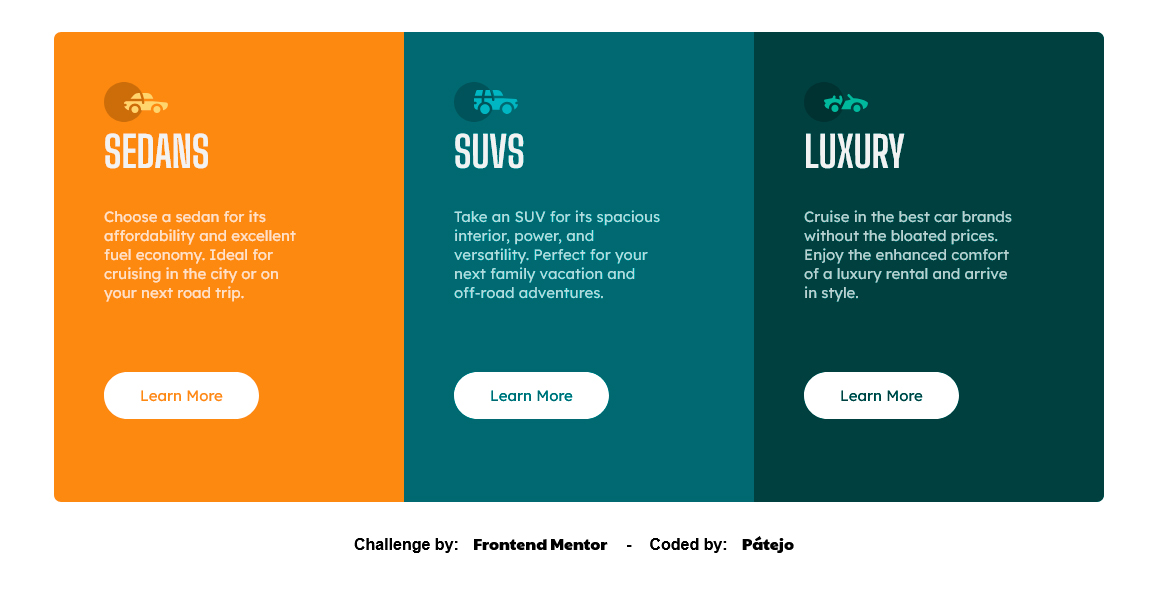 SEDANS
Choose a sedan for its
affordability and excellent
fuel economy. Ideal for
cruising in the city or on
your next road trip.
Learn More
SUVS
Take an SUV for its spacious
interior, power, and
versatility. Perfect for your
next family vacation and
off-road adventures.
Learn More
LUXURY
Cruise in the best car brands
without the bloated prices.
Enjoy the enhanced comfort
of a luxury rental and arrive
in style.
Learn More
Challenge by: Frontend Mentor - Coded by: Pátejo